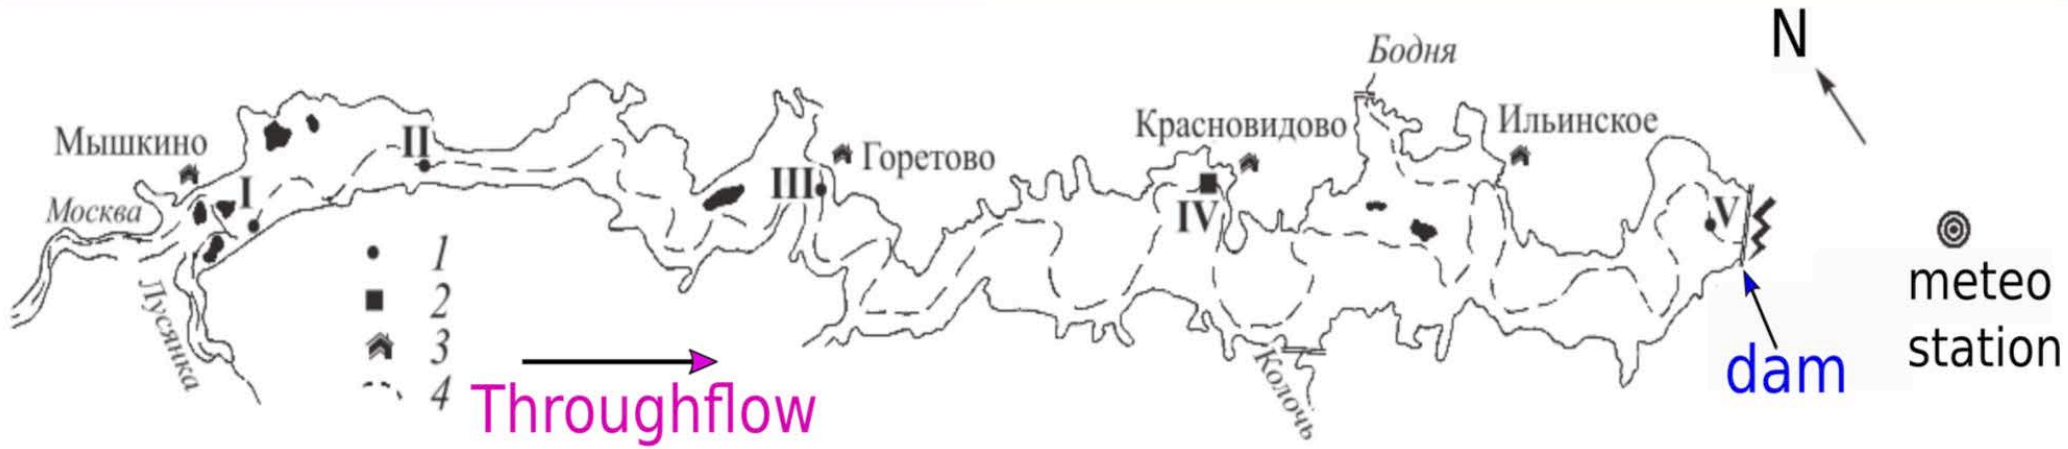 N
Бодня
Красновидово
Ильинское
Мышкино
II
Горетово
I
III
Москва
IV
V
1
Лусянка
2
3
4
Throughflow
Колочь
meteo
station
dam